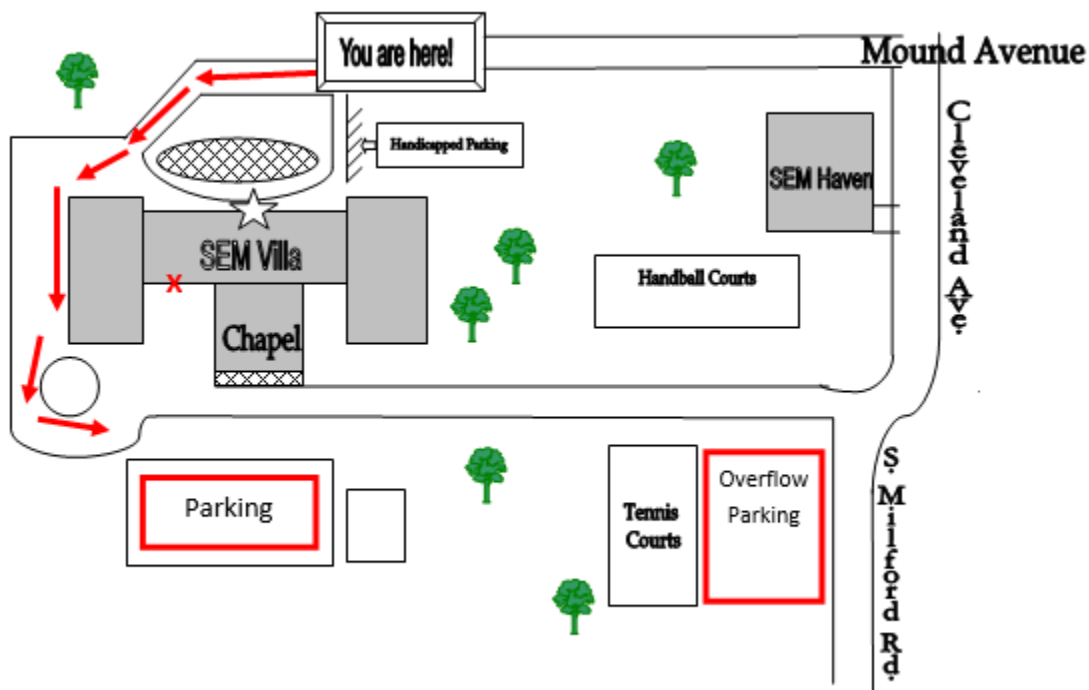 You are here!
Mound Avenue
Handicapped Parking
SEM Haven
Cleveland Ave.
SEM Villa
X
Handball Courts
Chapel
Parking
Tennis
Courts
Overflow
Parking
S. Milford Rd.